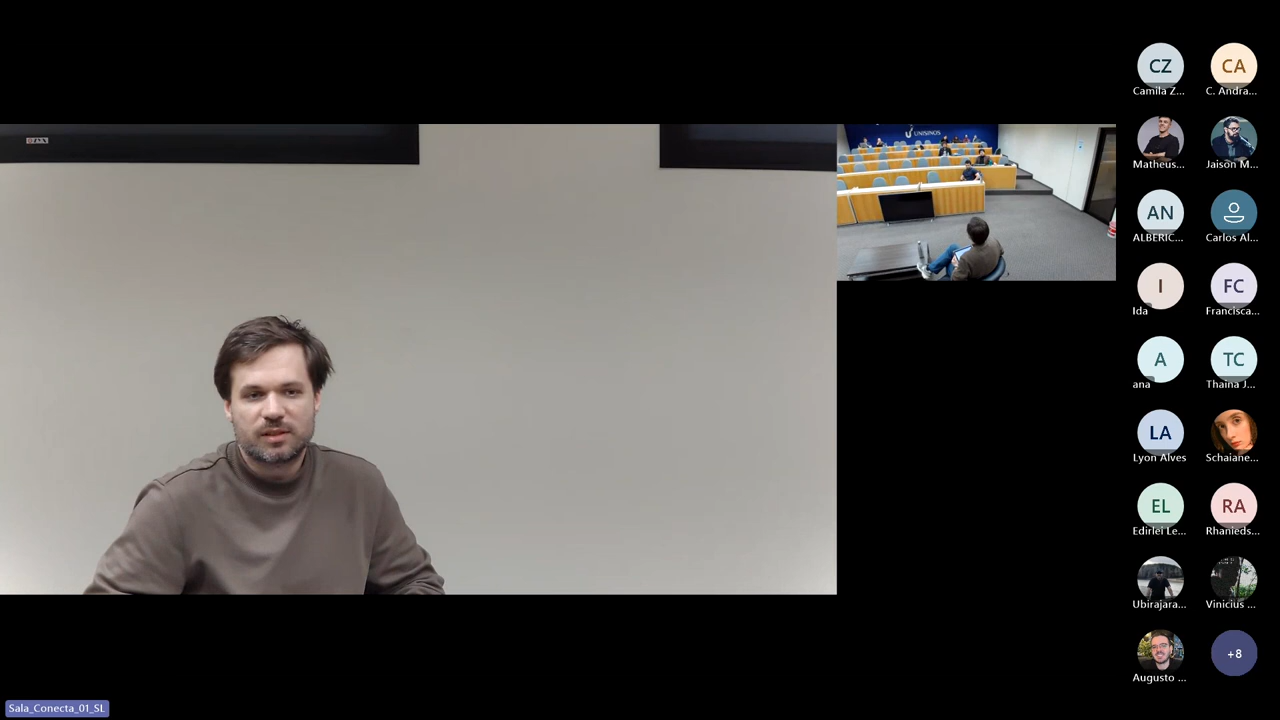 UNISINOS
CZ
Camila Z...
CA
C. Andra...
Matheus...
Jaison M...
AN
ALBERIC...
Carlos Al...
I
Ida
FC
Francisca...
A
ana
TC
Thaina J...
LA
Lyon Alves
Schaiane...
EL
Edirlei Le...
RA
Rhanieds...
Ubirajara...
Vinicius ...
Augusto ...
+8
Sala_Conecta_01_SL